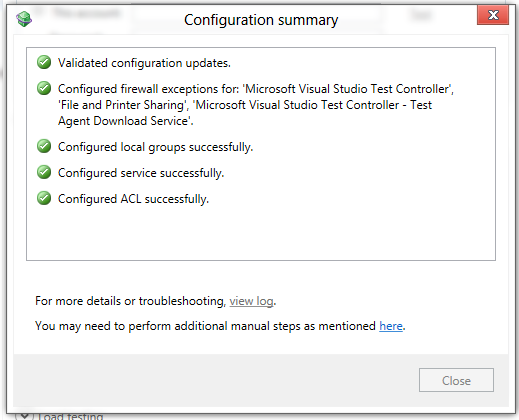 Configuration summary
Validated configuration updates.
Configured firewall exceptions for: 'Microsoft Visual Studio Test Controller',
'File and Printer Sharing', 'Microsoft Visual Studio Test Controller - Test
Agent Download Service'.
Configured local groups successfully.
Configured service successfully.
Configured ACL successfully.
For more details or troubleshooting, view log.
You may need to perform additional manual steps as mentioned here.
Close
Load testing